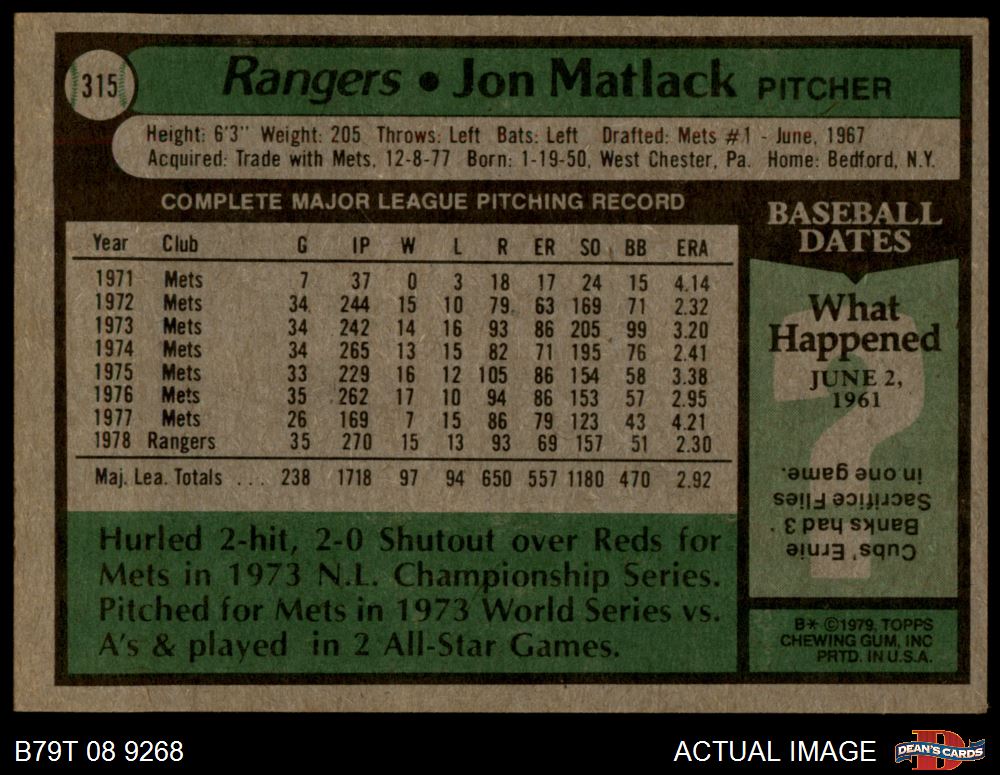 315
Rangers • Jon Matlack PITCHER
Height: 6'3" Weight: 205 Throws: Left Bats: Left Drafted: Mets #1 - June, 1967
Acquired: Trade with Mets, 12-8-77 Born: 1-19-50, West Chester, Pa. Home: Bedford, N.Y.
COMPLETE MAJOR LEAGUE PITCHING RECORD
Year Club G IP W L R ER SO BB ERA
1971 Mets 7 37 0 3 18 17 24 15 4.14
1972 Mets 34 244 15 10 79 63 169 71 2.32
1973 Mets 34 242 14 16 93 86 205 99 3.20
1974 Mets 34 265 13 15 82 71 195 76 2.41
1975 Mets 33 229 16 12 105 86 154 58 3.38
1976 Mets 35 262 17 10 94 86 153 57 2.95
1977 Mets 26 169 7 15 86 79 123 43 4.21
1978 Rangers 35 270 15 13 93 69 157 51 2.30
Maj. Lea. Totals ... 238 1718 97 94 650 557 1180 470 2.92
Hurled 2-hit, 2-0 Shutout over Reds for
Mets in 1973 N.L. Championship Series.
Pitched for Mets in 1973 World Series vs.
A's & played in 2 All-Star Games.
BASEBALL
DATES
What
Happened
JUNE 2,
1961
?
Cubs' Ernie
Banks had 3
Sacrifice Flies
in one game.
B* ©1979, TOPPS
CHEWING GUM, INC
PRTD. IN U.S.A.
B79T 08 9268
ACTUAL IMAGE
D
DEAN'S CARDS